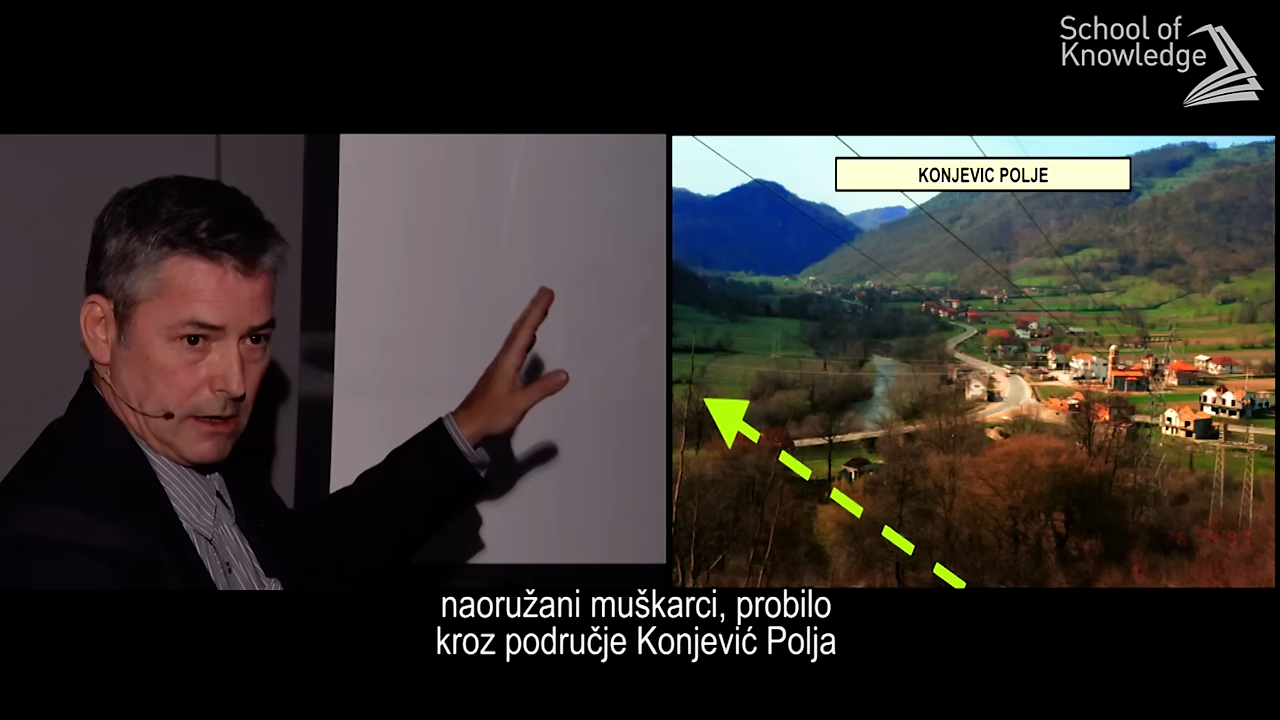 School of
Knowledge
KONJEVIC POLJE
naoružani muškarci, probilo
kroz područje Konjević Polja